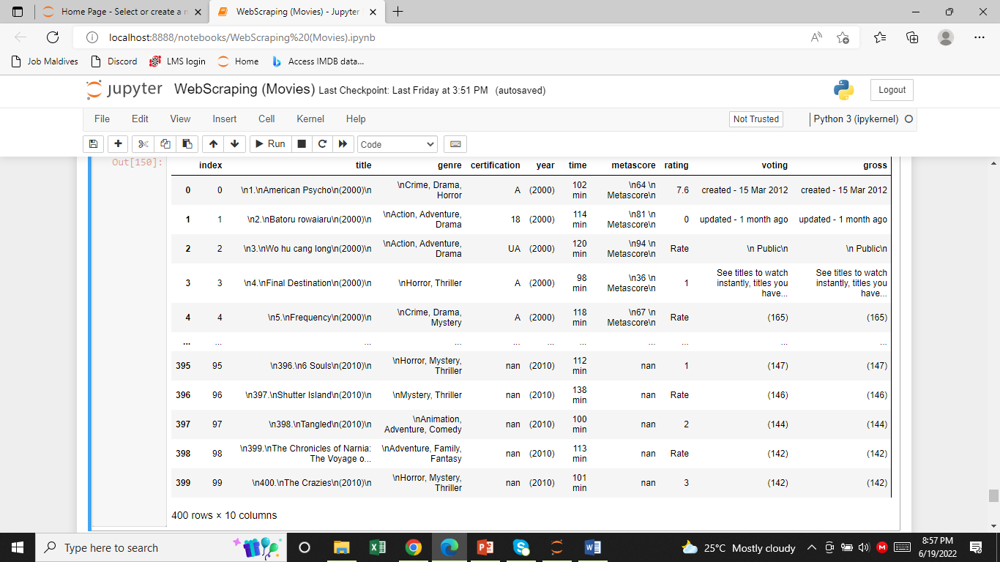 Home Page - Select or create a n
WebScraping (Movies) - Jupyter
localhost:8888/notebooks/WebScraping%20(Movies).ipynb
Job Maldives Discord LMS login Home Access IMDB data...
jupyter WebScraping (Movies) Last Checkpoint: Last Friday at 3:51 PM (autosaved) Logout
File Edit View Insert Cell Kernel Help Not Trusted Python 3 (ipykernel)
Run Code
Out[150]:
index title genre certification year time metascore rating voting gross
0 0 \n1.\nAmerican Psycho\n(2000)\n \nCrime, Drama, Horror A (2000) 102 min \n64 \n Metascore\n 7.6 created - 15 Mar 2012 created - 15 Mar 2012
1 1 \n2.\nBatoru rowaiaru\n(2000)\n \nAction, Adventure, Drama 18 (2000) 114 min \n81 \n Metascore\n 0 updated - 1 month ago updated - 1 month ago
2 2 \n3.\nWo hu cang long\n(2000)\n \nAction, Adventure, Drama UA (2000) 120 min \n94 \n Metascore\n Rate \n Public\n \n Public\n
3 3 \n4.\nFinal Destination\n(2000)\n \nHorror, Thriller A (2000) 98 min \n36 \n Metascore\n 1 See titles to watch instantly, titles you have... See titles to watch instantly, titles you have...
4 4 \n5.\nFrequency\n(2000)\n \nCrime, Drama, Mystery A (2000) 118 min \n67 \n Metascore\n Rate (165) (165)
... ... ... ... ... ... ... ... ... ... ...
395 95 \n396.\n6 Souls\n(2010)\n \nHorror, Mystery, Thriller nan (2010) 112 min nan 1 (147) (147)
396 96 \n397.\nShutter Island\n(2010)\n \nMystery, Thriller nan (2010) 138 min nan Rate (146) (146)
397 97 \n398.\nTangled\n(2010)\n \nAnimation, Adventure, Comedy nan (2010) 100 min nan 2 (144) (144)
398 98 \n399.\nThe Chronicles of Narnia: The Voyage o... \nAdventure, Family, Fantasy nan (2010) 113 min nan Rate (142) (142)
399 99 \n400.\nThe Crazies\n(2010)\n \nHorror, Mystery, Thriller nan (2010) 101 min nan 3 (142) (142)
400 rows × 10 columns
Type here to search
25°C Mostly cloudy
8:57 PM
6/19/2022